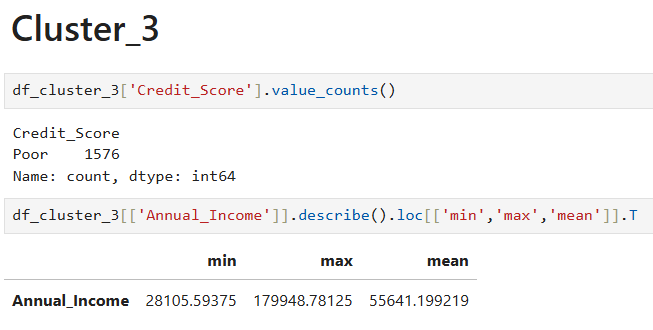 Cluster_3
df_cluster_3['Credit_Score'].value_counts()
Credit_Score
Poor    1576
Name: count, dtype: int64
df_cluster_3[['Annual_Income']].describe().loc[['min','max','mean']].T
min max mean
Annual_Income 28105.59375 179948.78125 55641.199219